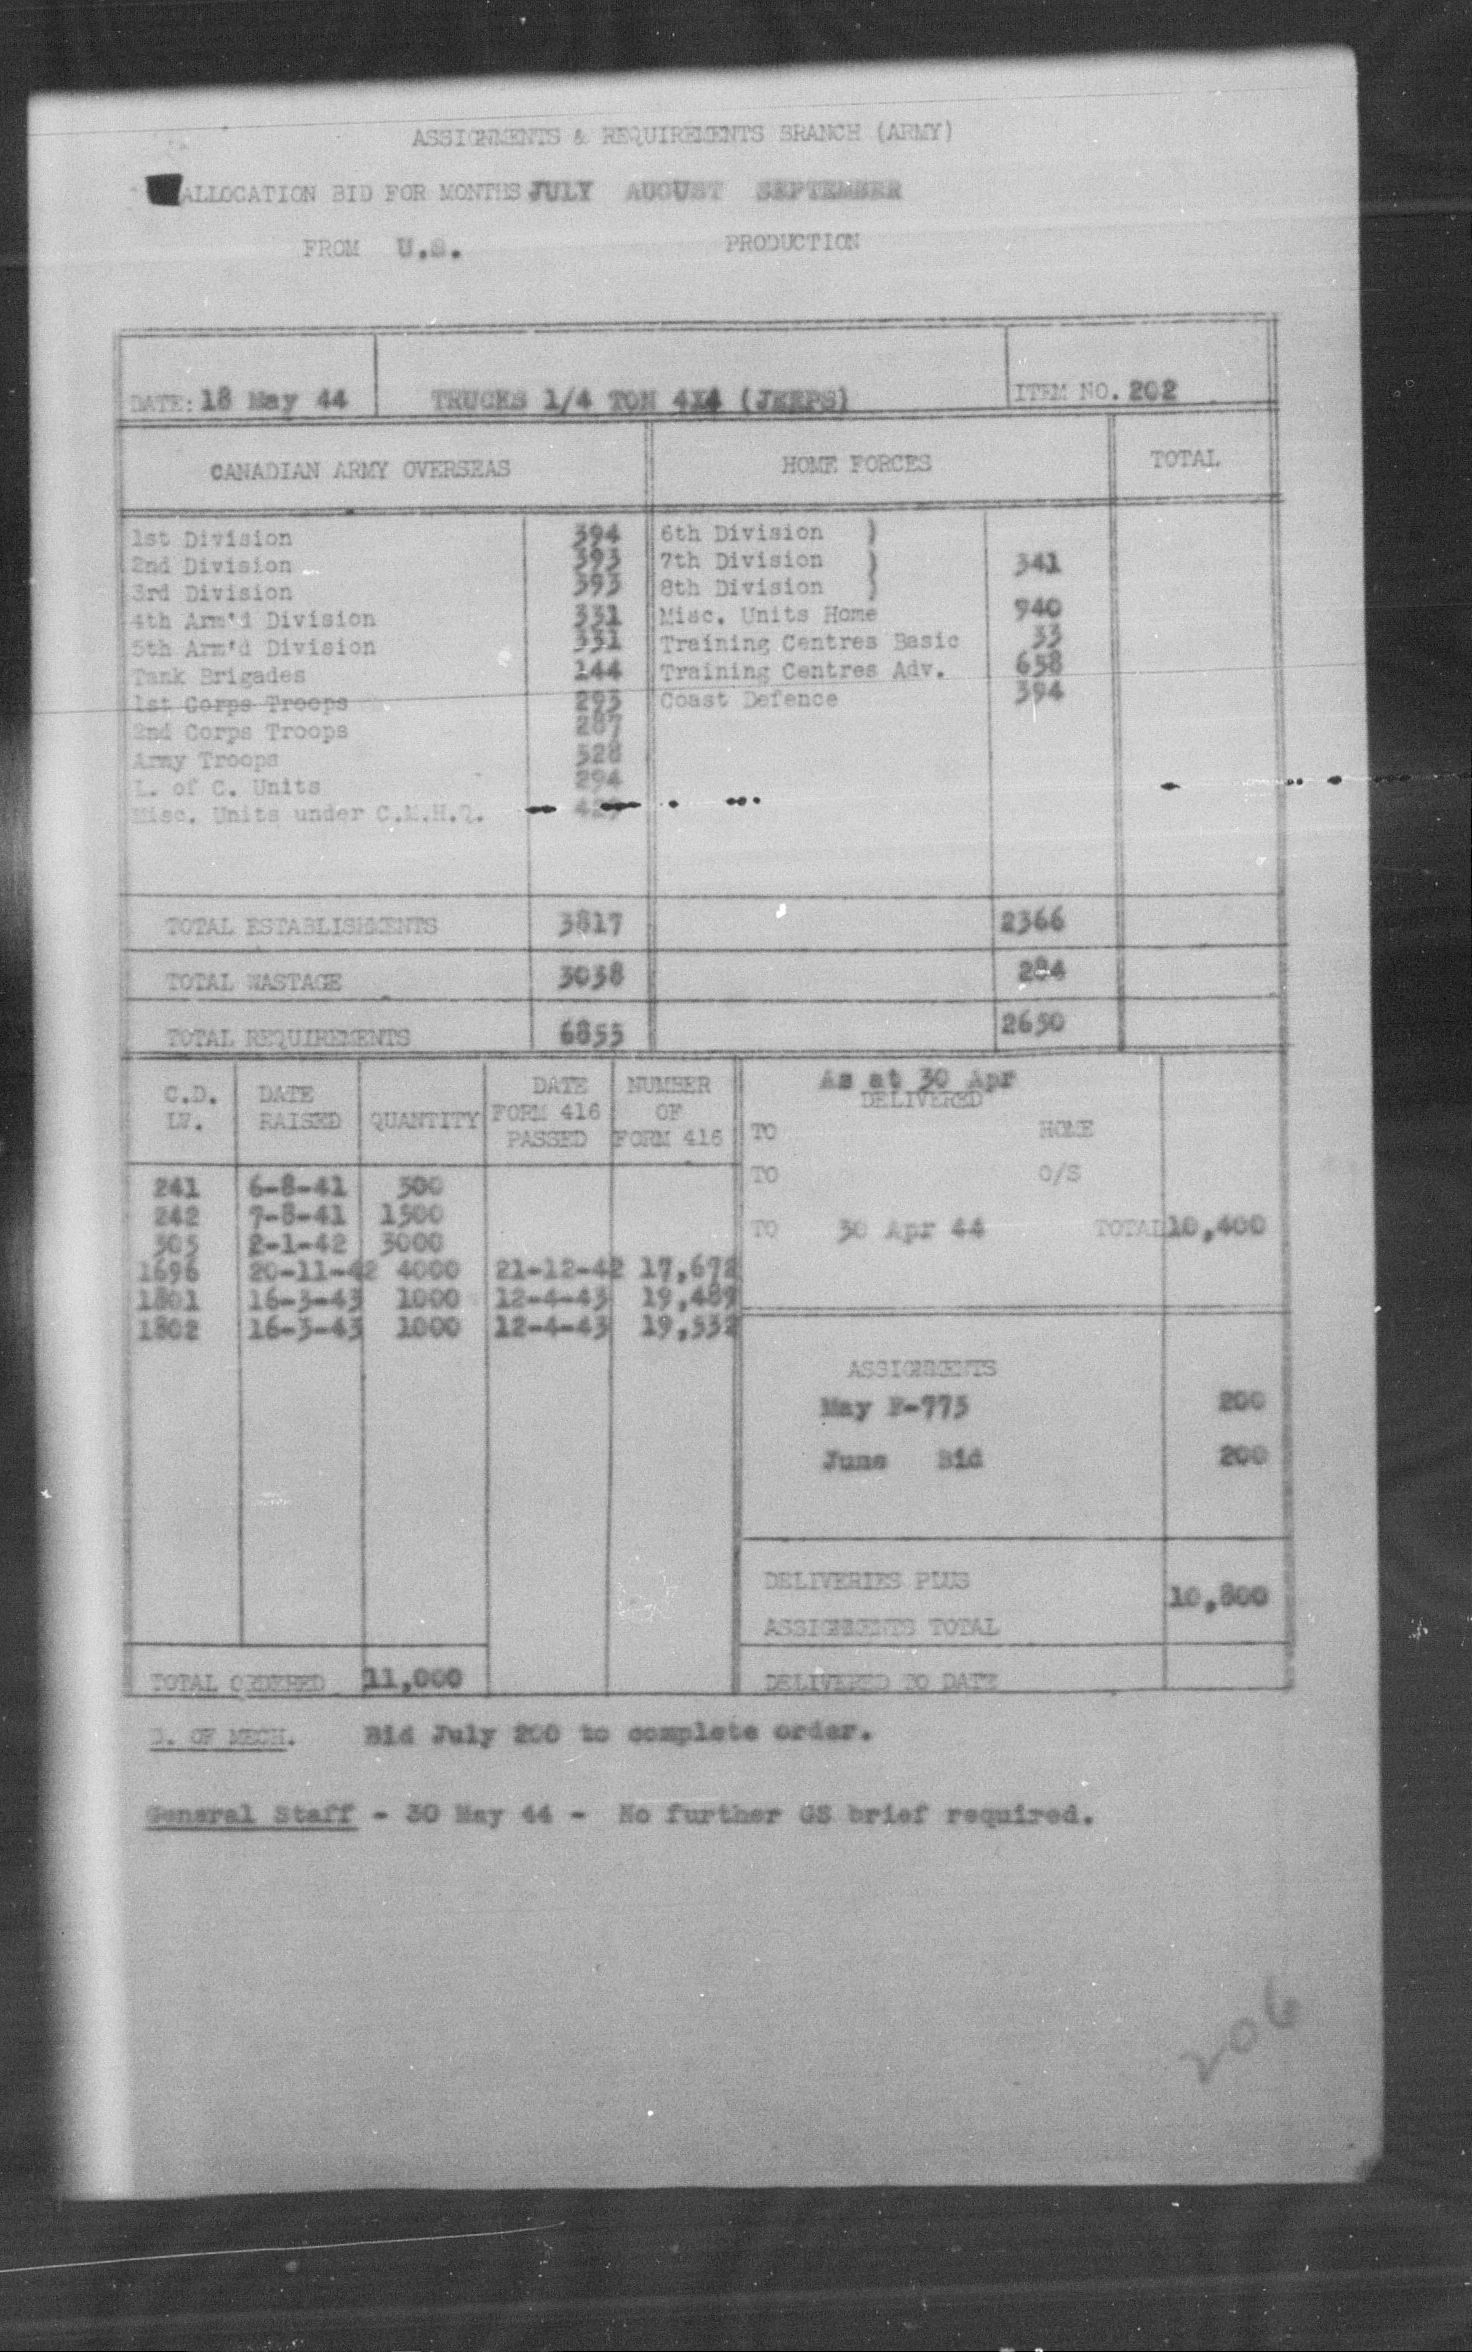 ASSIGNMENTS & REQUIREMENTS BRANCH (ARMY)
ALLOCATION BID FOR MONTHS JULY AUGUST SEPTEMBER
FROM U.S. PRODUCTION
DATE: 18 May 44 TRUCKS 1/4 TON 4X4 (JEEPS) ITEM NO. 202
CANADIAN ARMY OVERSEAS HOME FORCES TOTAL
1st Division 394 6th Division )
2nd Division 393 7th Division ) 341
3rd Division 393 8th Division )
4th Arm'd Division 331 Misc. Units Home 940
5th Arm'd Division 331 Training Centres Basic 33
Tank Brigades 144 Training Centres Adv. 658
1st Corps Troops 293 Coast Defence 394
2nd Corps Troops 287
Army Troops 528
L. of C. Units 294
Misc. Units under C.M.H.Q. 429
TOTAL ESTABLISHMENTS 3817 2366
TOTAL WASTAGE 3038 284
TOTAL REQUIREMENTS 6855 2650
C.D. LV. DATE RAISED QUANTITY DATE FORM 416 PASSED NUMBER OF FORM 416
241 6-8-41 500
242 7-8-41 1500
2-1-42 3000
1696 20-11-42 4000 21-12-42 17,672
1801 16-3-43 1000 12-4-43 19,489
1802 16-3-43 1000 12-4-43
TOTAL ORDERED 11,000
As at 30 Apr
DELIVERED
TO HOME
TO O/S
TO 30 Apr 44 TOTAL 10,400
ASSIGNMENTS
May 200
June Bid 200
DELIVERIES PLUS
ASSIGNMENTS TOTAL 10,800
DELIVERED TO DATE
D. OF MECH. Bid July 200 to complete order.
General Staff - 30 May 44 - No further GS brief required.
206